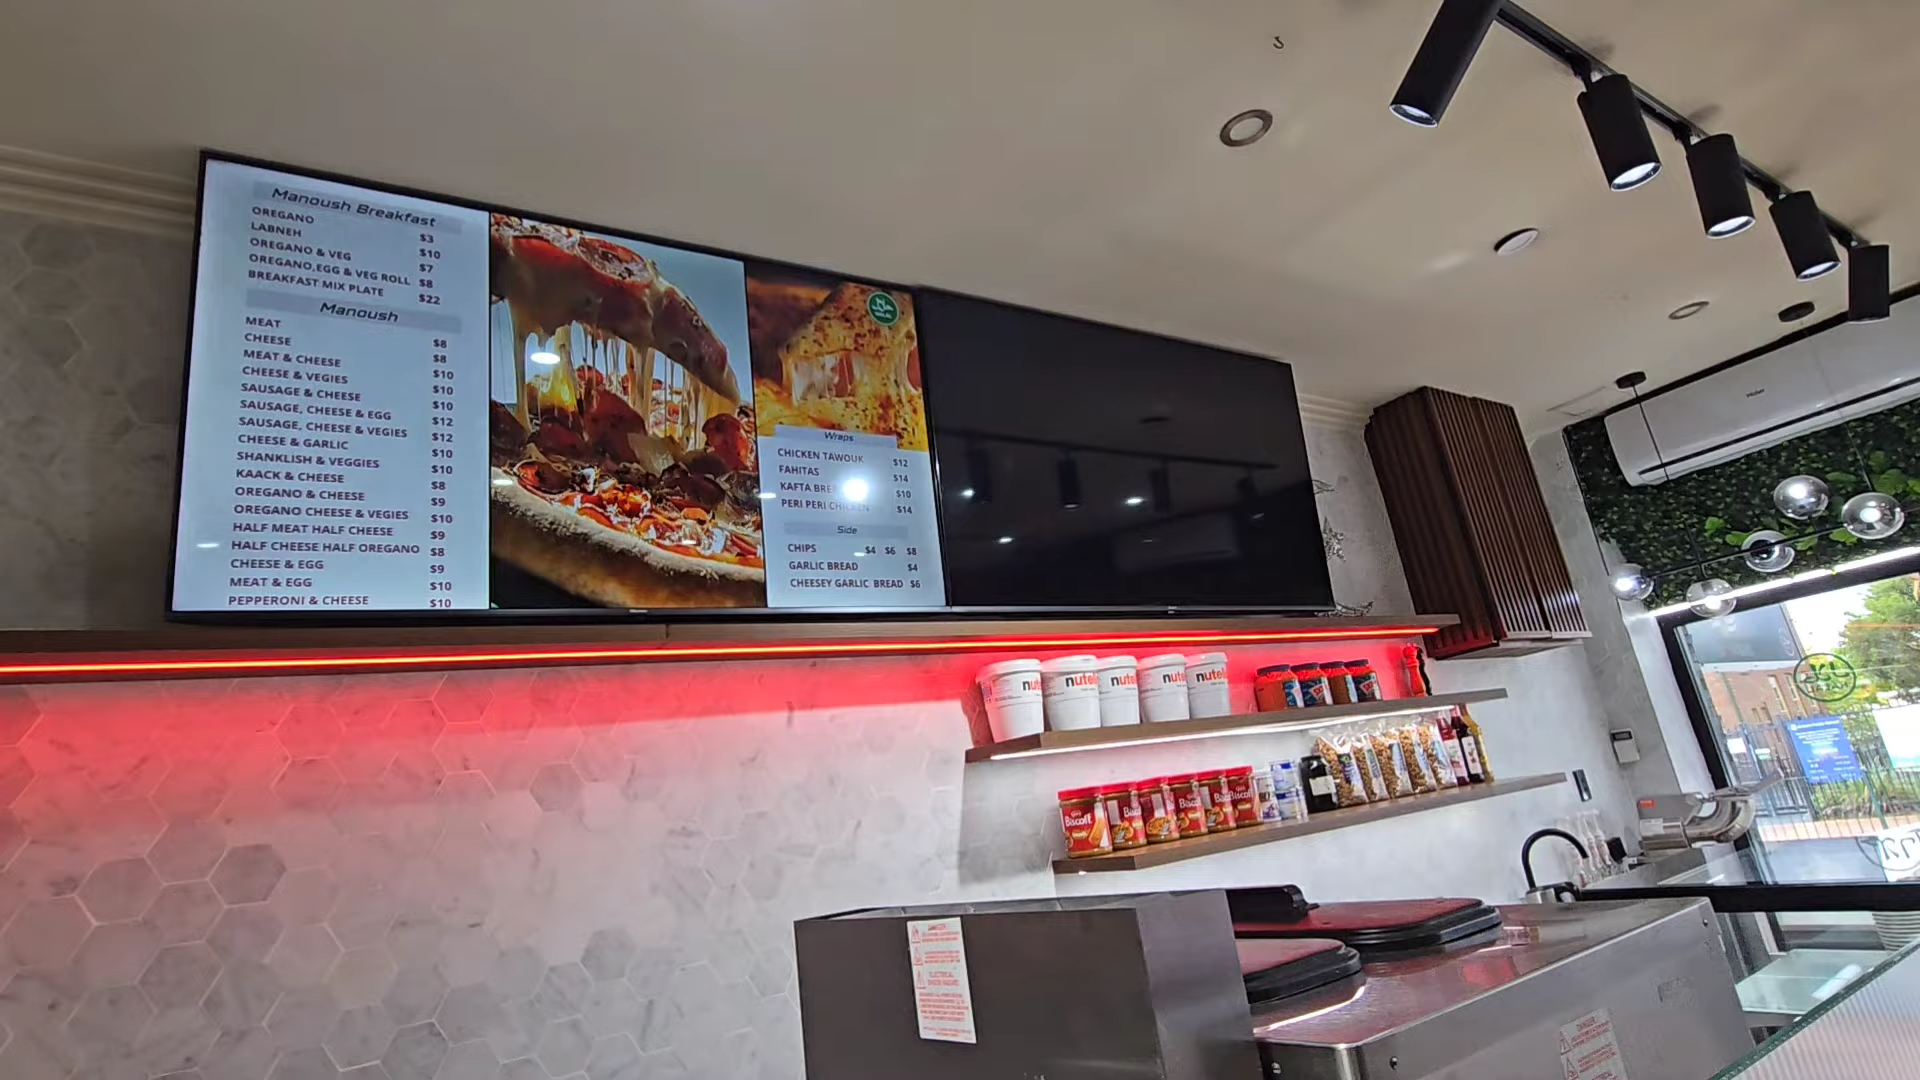 Manoush Breakfast
OREGANO $3
LABNEH $10
OREGANO & VEG $7
OREGANO,EGG & VEG ROLL $8
BREAKFAST MIX PLATE $22
Manoush
MEAT $8
CHEESE $8
MEAT & CHEESE $10
CHEESE & VEGIES $10
SAUSAGE & CHEESE $10
SAUSAGE, CHEESE & EGG $12
SAUSAGE, CHEESE & VEGIES $12
CHEESE & GARLIC $10
SHANKLISH & VEGGIES $10
KAACK & CHEESE $8
OREGANO & CHEESE $9
OREGANO CHEESE & VEGIES $10
HALF MEAT HALF CHEESE $9
HALF CHEESE HALF OREGANO $8
CHEESE & EGG $9
MEAT & EGG $10
PEPPERONI & CHEESE $10
HALAL
Wraps
CHICKEN TAWOUK $12
FAHITAS $14
KAFTA $10
PERI PERI CHICKEN $14
Side
CHIPS $4 $6 $8
GARLIC BREAD $4
CHEESEY GARLIC BREAD $6
Haier
nutella
Biscoff
DANGER
ELECTRICAL